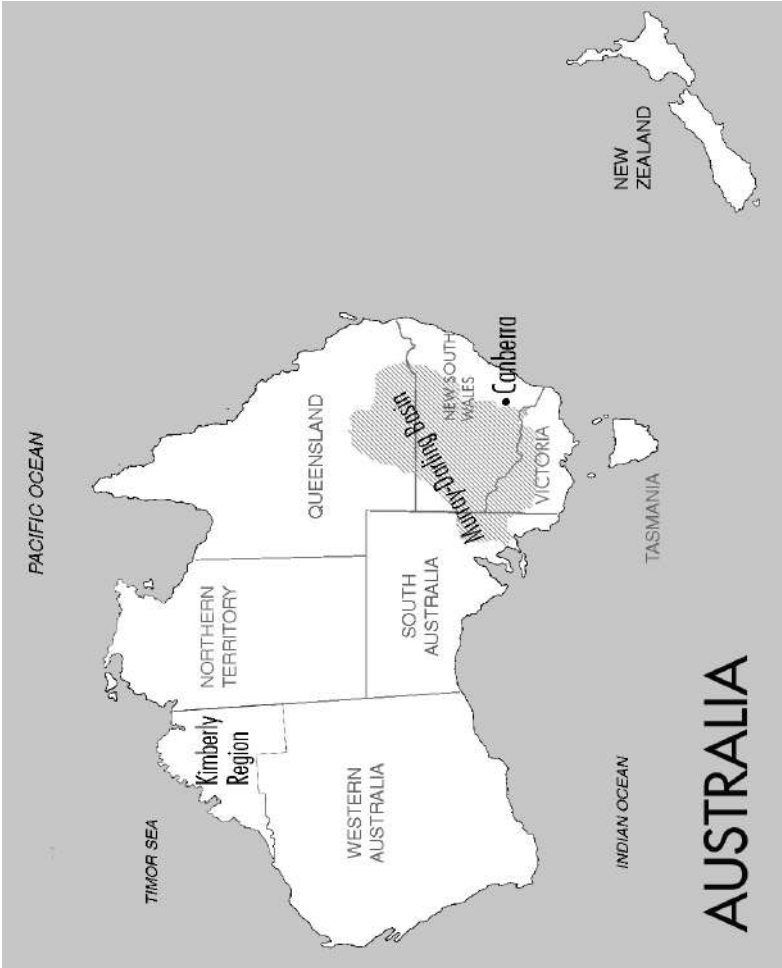 PACIFIC OCEAN
TIMOR SEA
Kimberly
Region
NORTHERN
TERRITORY
QUEENSLAND
WESTERN
AUSTRALIA
SOUTH
AUSTRALIA
Murray-Darling Basin
NEW SOUTH
WALES
Canberra
VICTORIA
TASMANIA
NEW
ZEALAND
INDIAN OCEAN
AUSTRALIA